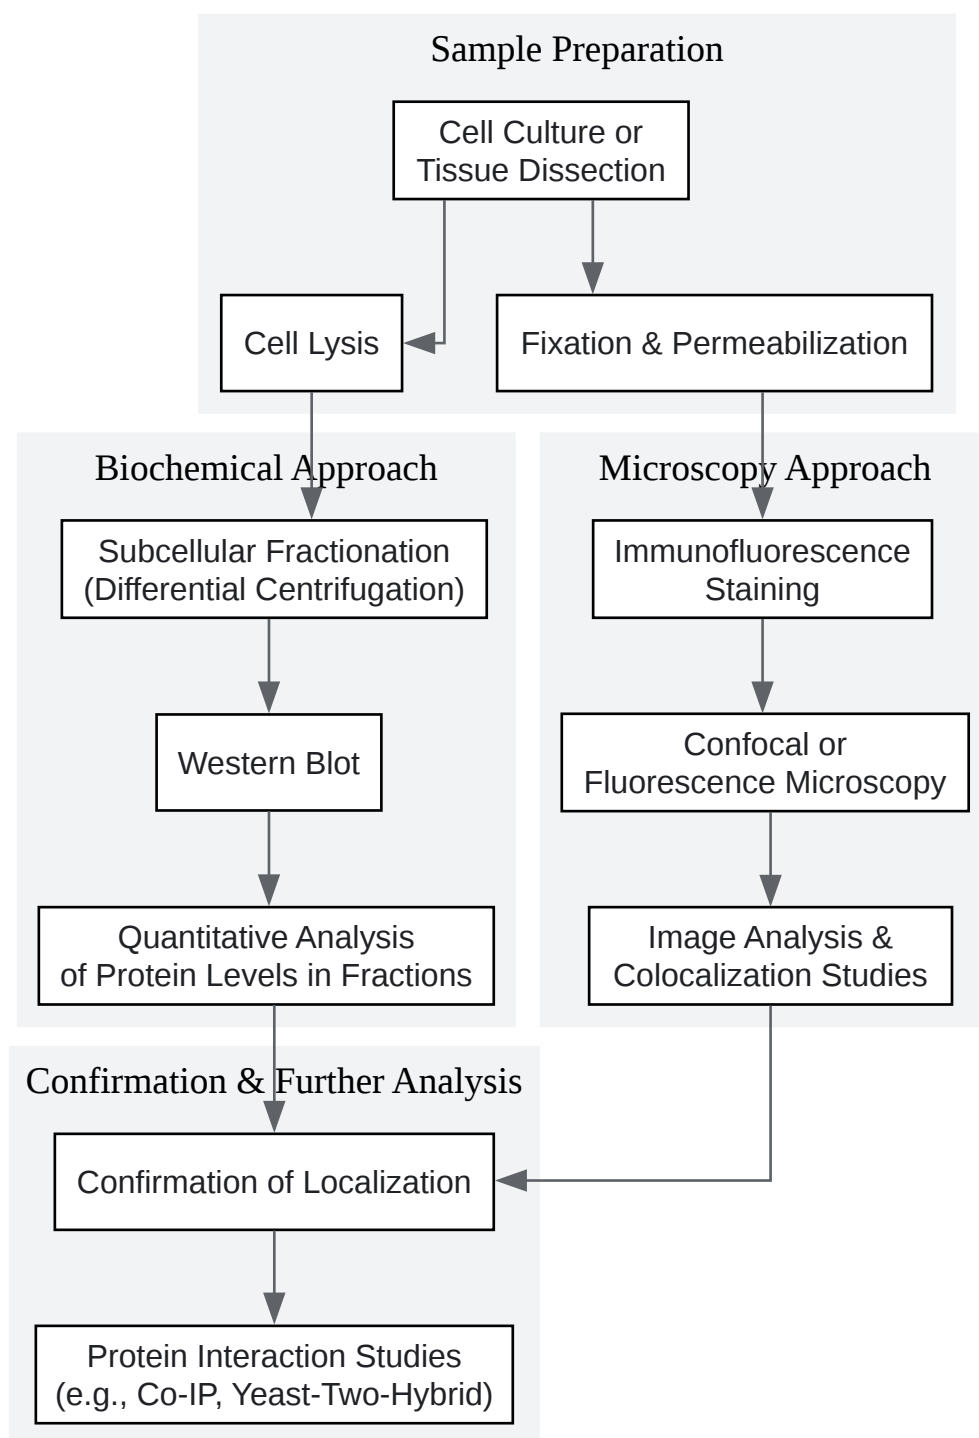 Sample Preparation
Cell Culture or
Tissue Dissection
Cell Lysis
Fixation & Permeabilization
Biochemical Approach
Subcellular Fractionation
(Differential Centrifugation)
Western Blot
Quantitative Analysis
of Protein Levels in Fractions
Microscopy Approach
Immunofluorescence
Staining
Confocal or
Fluorescence Microscopy
Image Analysis &
Colocalization Studies
Confirmation & Further Analysis
Confirmation of Localization
Protein Interaction Studies
(e.g., Co-IP, Yeast-Two-Hybrid)